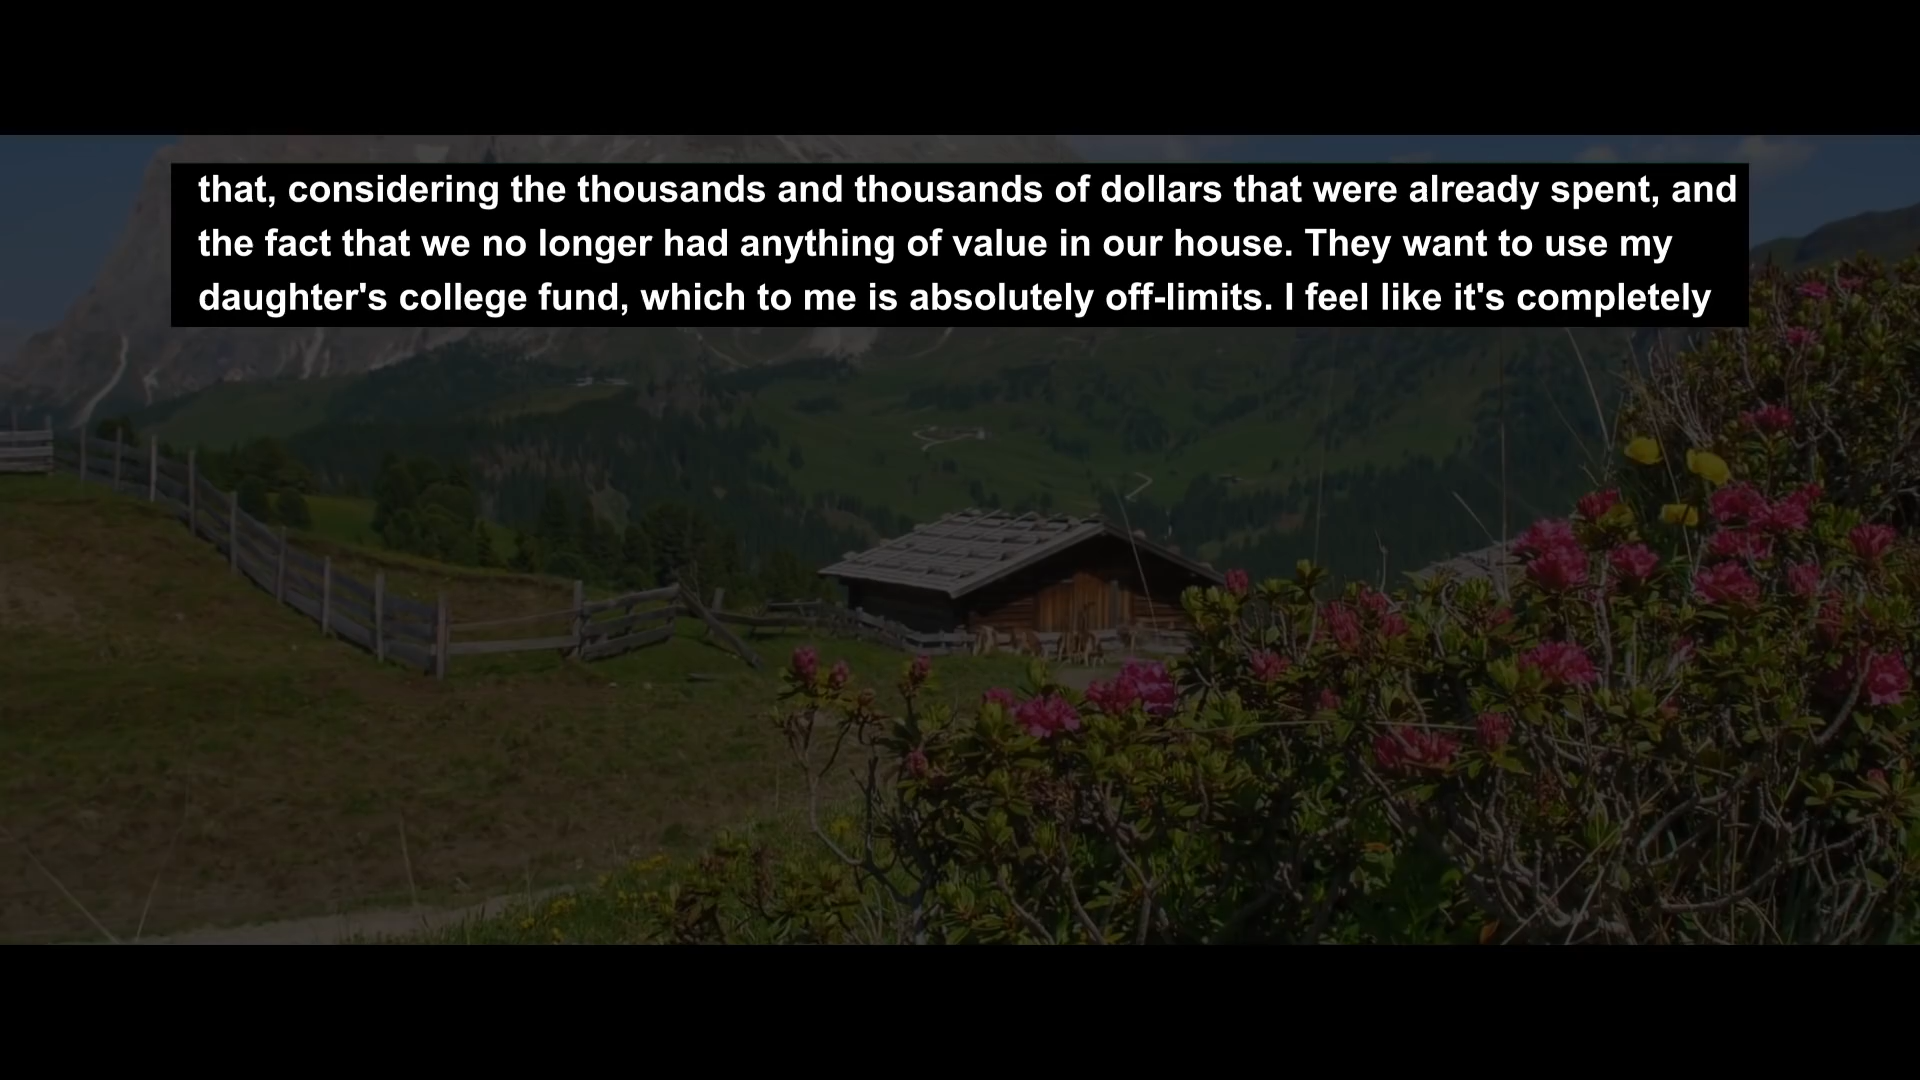 that, considering the thousands and thousands of dollars that were already spent, and
the fact that we no longer had anything of value in our house. They want to use my
daughter's college fund, which to me is absolutely off-limits. I feel like it's completely